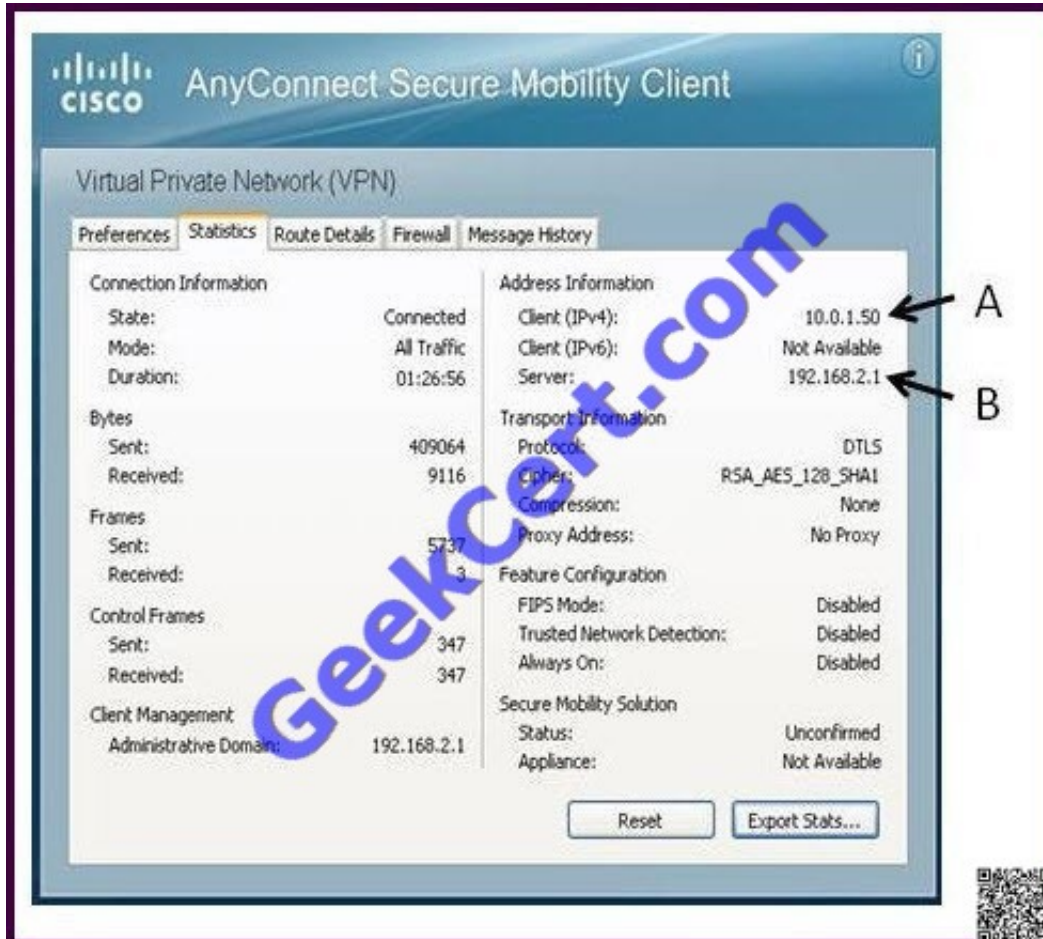 CISCO
AnyConnect Secure Mobility Client
Virtual Private Network (VPN)
Preferences Statistics Route Details Firewall Message History
Connection Information
State: Connected
Mode: All Traffic
Duration: 01:26:56
Bytes
Sent: 409064
Received: 9116
Frames
Sent: 5737
Received: 3
Control Frames
Sent: 347
Received: 347
Client Management
Administrative Domain: 192.168.2.1
Address Information
Client (IPv4): 10.0.1.50
Client (IPv6): Not Available
Server: 192.168.2.1
Transport Information
Protocol: DTLS
Cipher: RSA_AES_128_SHA1
Compression: None
Proxy Address: No Proxy
Feature Configuration
FIPS Mode: Disabled
Trusted Network Detection: Disabled
Always On: Disabled
Secure Mobility Solution
Status: Unconfirmed
Appliance: Not Available
Reset
Export Stats...
A
B
GeekCert.com